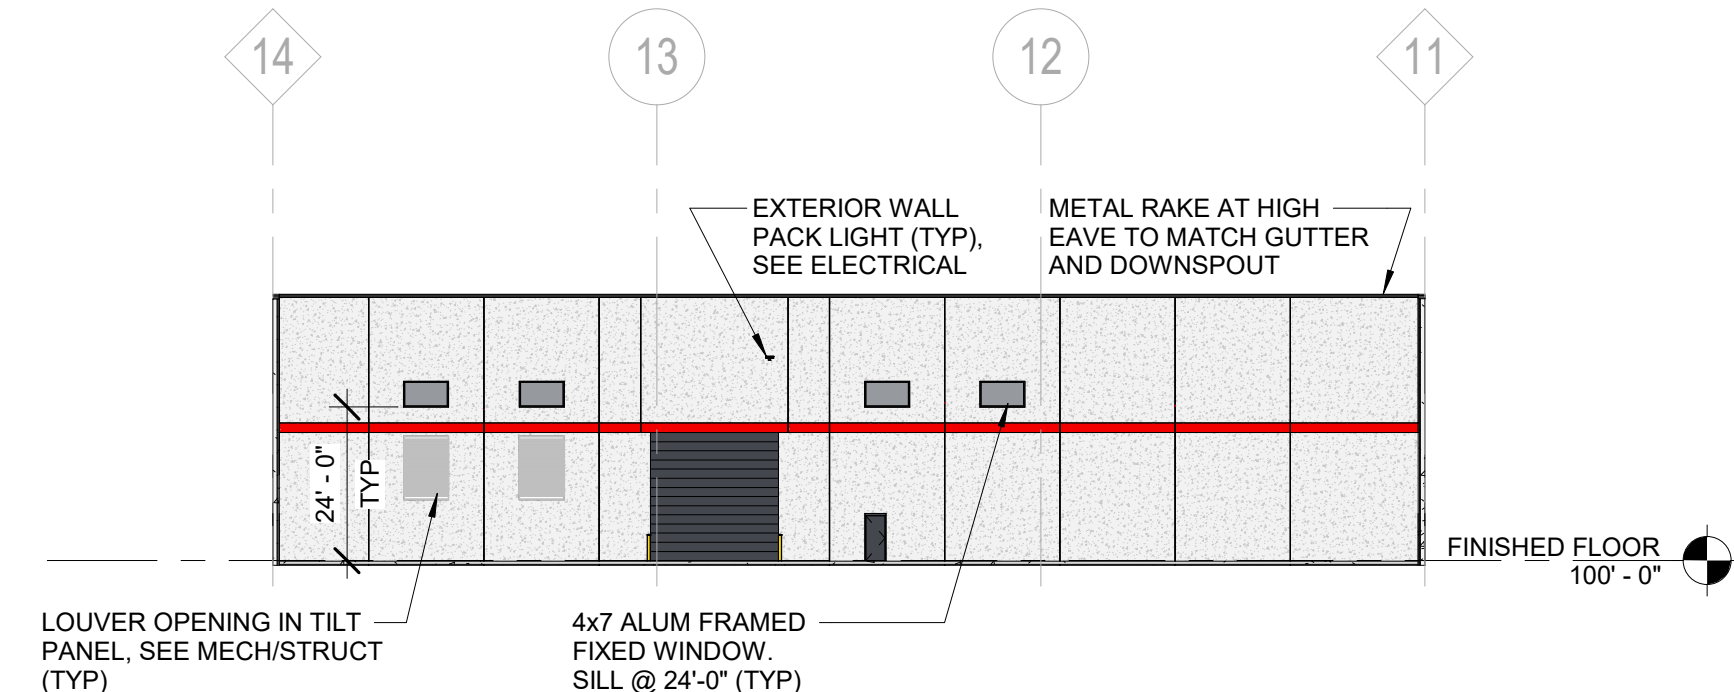 14
13
12
11
EXTERIOR WALL
PACK LIGHT (TYP),
SEE ELECTRICAL
METAL RAKE AT HIGH
EAVE TO MATCH GUTTER
AND DOWNSPOUT
24' - 0"
TYP
FINISHED FLOOR
100' - 0"
LOUVER OPENING IN TILT
PANEL, SEE MECH/STRUCT
(TYP)
4x7 ALUM FRAMED
FIXED WINDOW.
SILL @ 24'-0" (TYP)